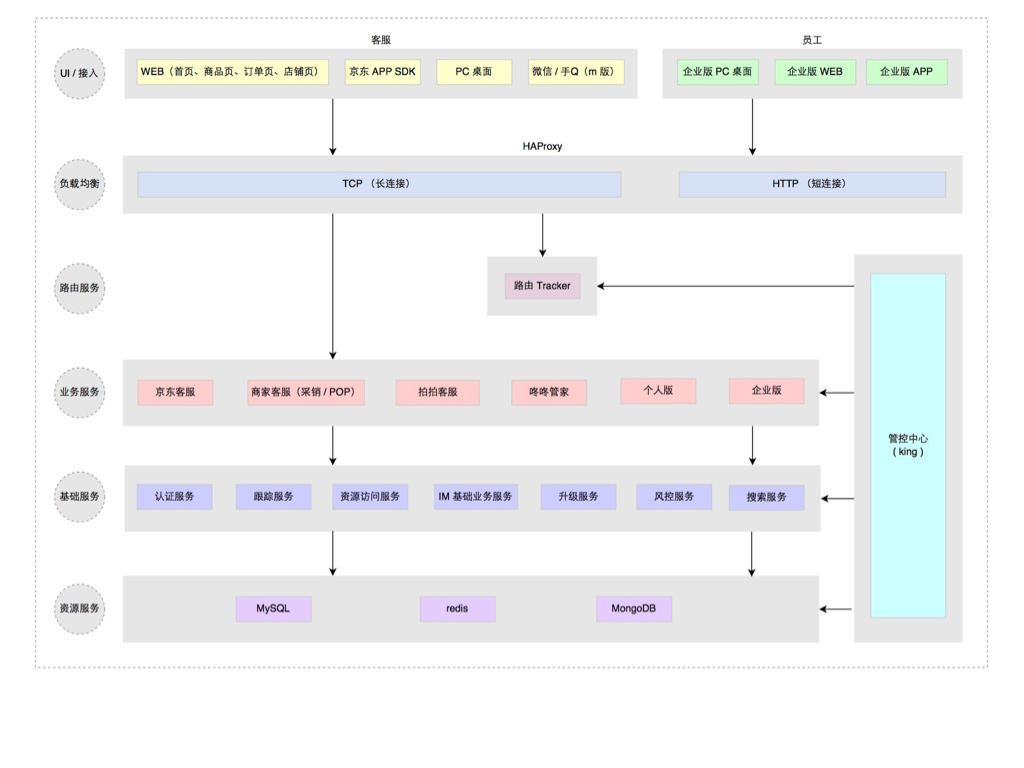 客服
员工
UI / 接入
WEB（首页、商品页、订单页、店铺页）
京东 APP SDK
PC 桌面
微信 / 手Q（m 版）
企业版 PC 桌面
企业版 WEB
企业版 APP
HAProxy
负载均衡
TCP （长连接）
HTTP （短连接）
路由服务
路由 Tracker
业务服务
京东客服
商家客服（采销 / POP）
拍拍客服
咚咚管家
个人版
企业版
管控中心
( king )
基础服务
认证服务
跟踪服务
资源访问服务
IM 基础业务服务
升级服务
风控服务
搜索服务
资源服务
MySQL
redis
MongoDB